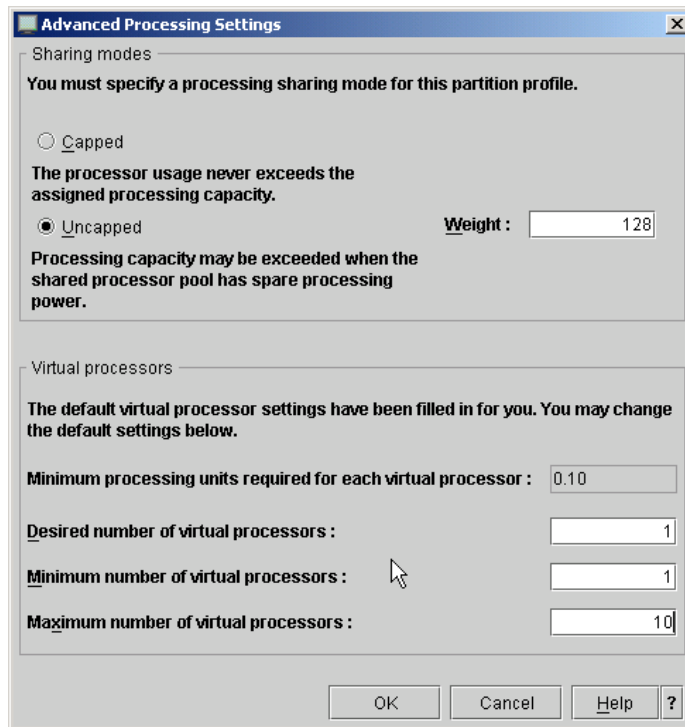 Advanced Processing Settings
Sharing modes
You must specify a processing sharing mode for this partition profile.
Capped
The processor usage never exceeds the
assigned processing capacity.
Uncapped
Weight :
128
Processing capacity may be exceeded when the
shared processor pool has spare processing
power.
Virtual processors
The default virtual processor settings have been filled in for you. You may change
the default settings below.
Minimum processing units required for each virtual processor : 0.10
Desired number of virtual processors : 1
Minimum number of virtual processors : 1
Maximum number of virtual processors : 10
OK Cancel Help ?